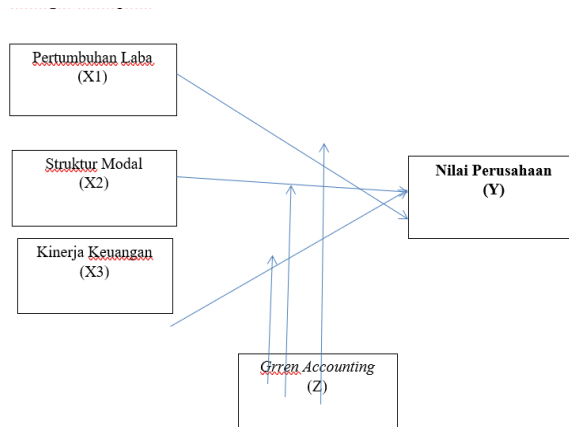 Pertumbuhan Laba
(X1)
Struktur Modal
(X2)
Nilai Perusahaan
(Y)
Kinerja Keuangan
(X3)
Grren Accounting
(Z)